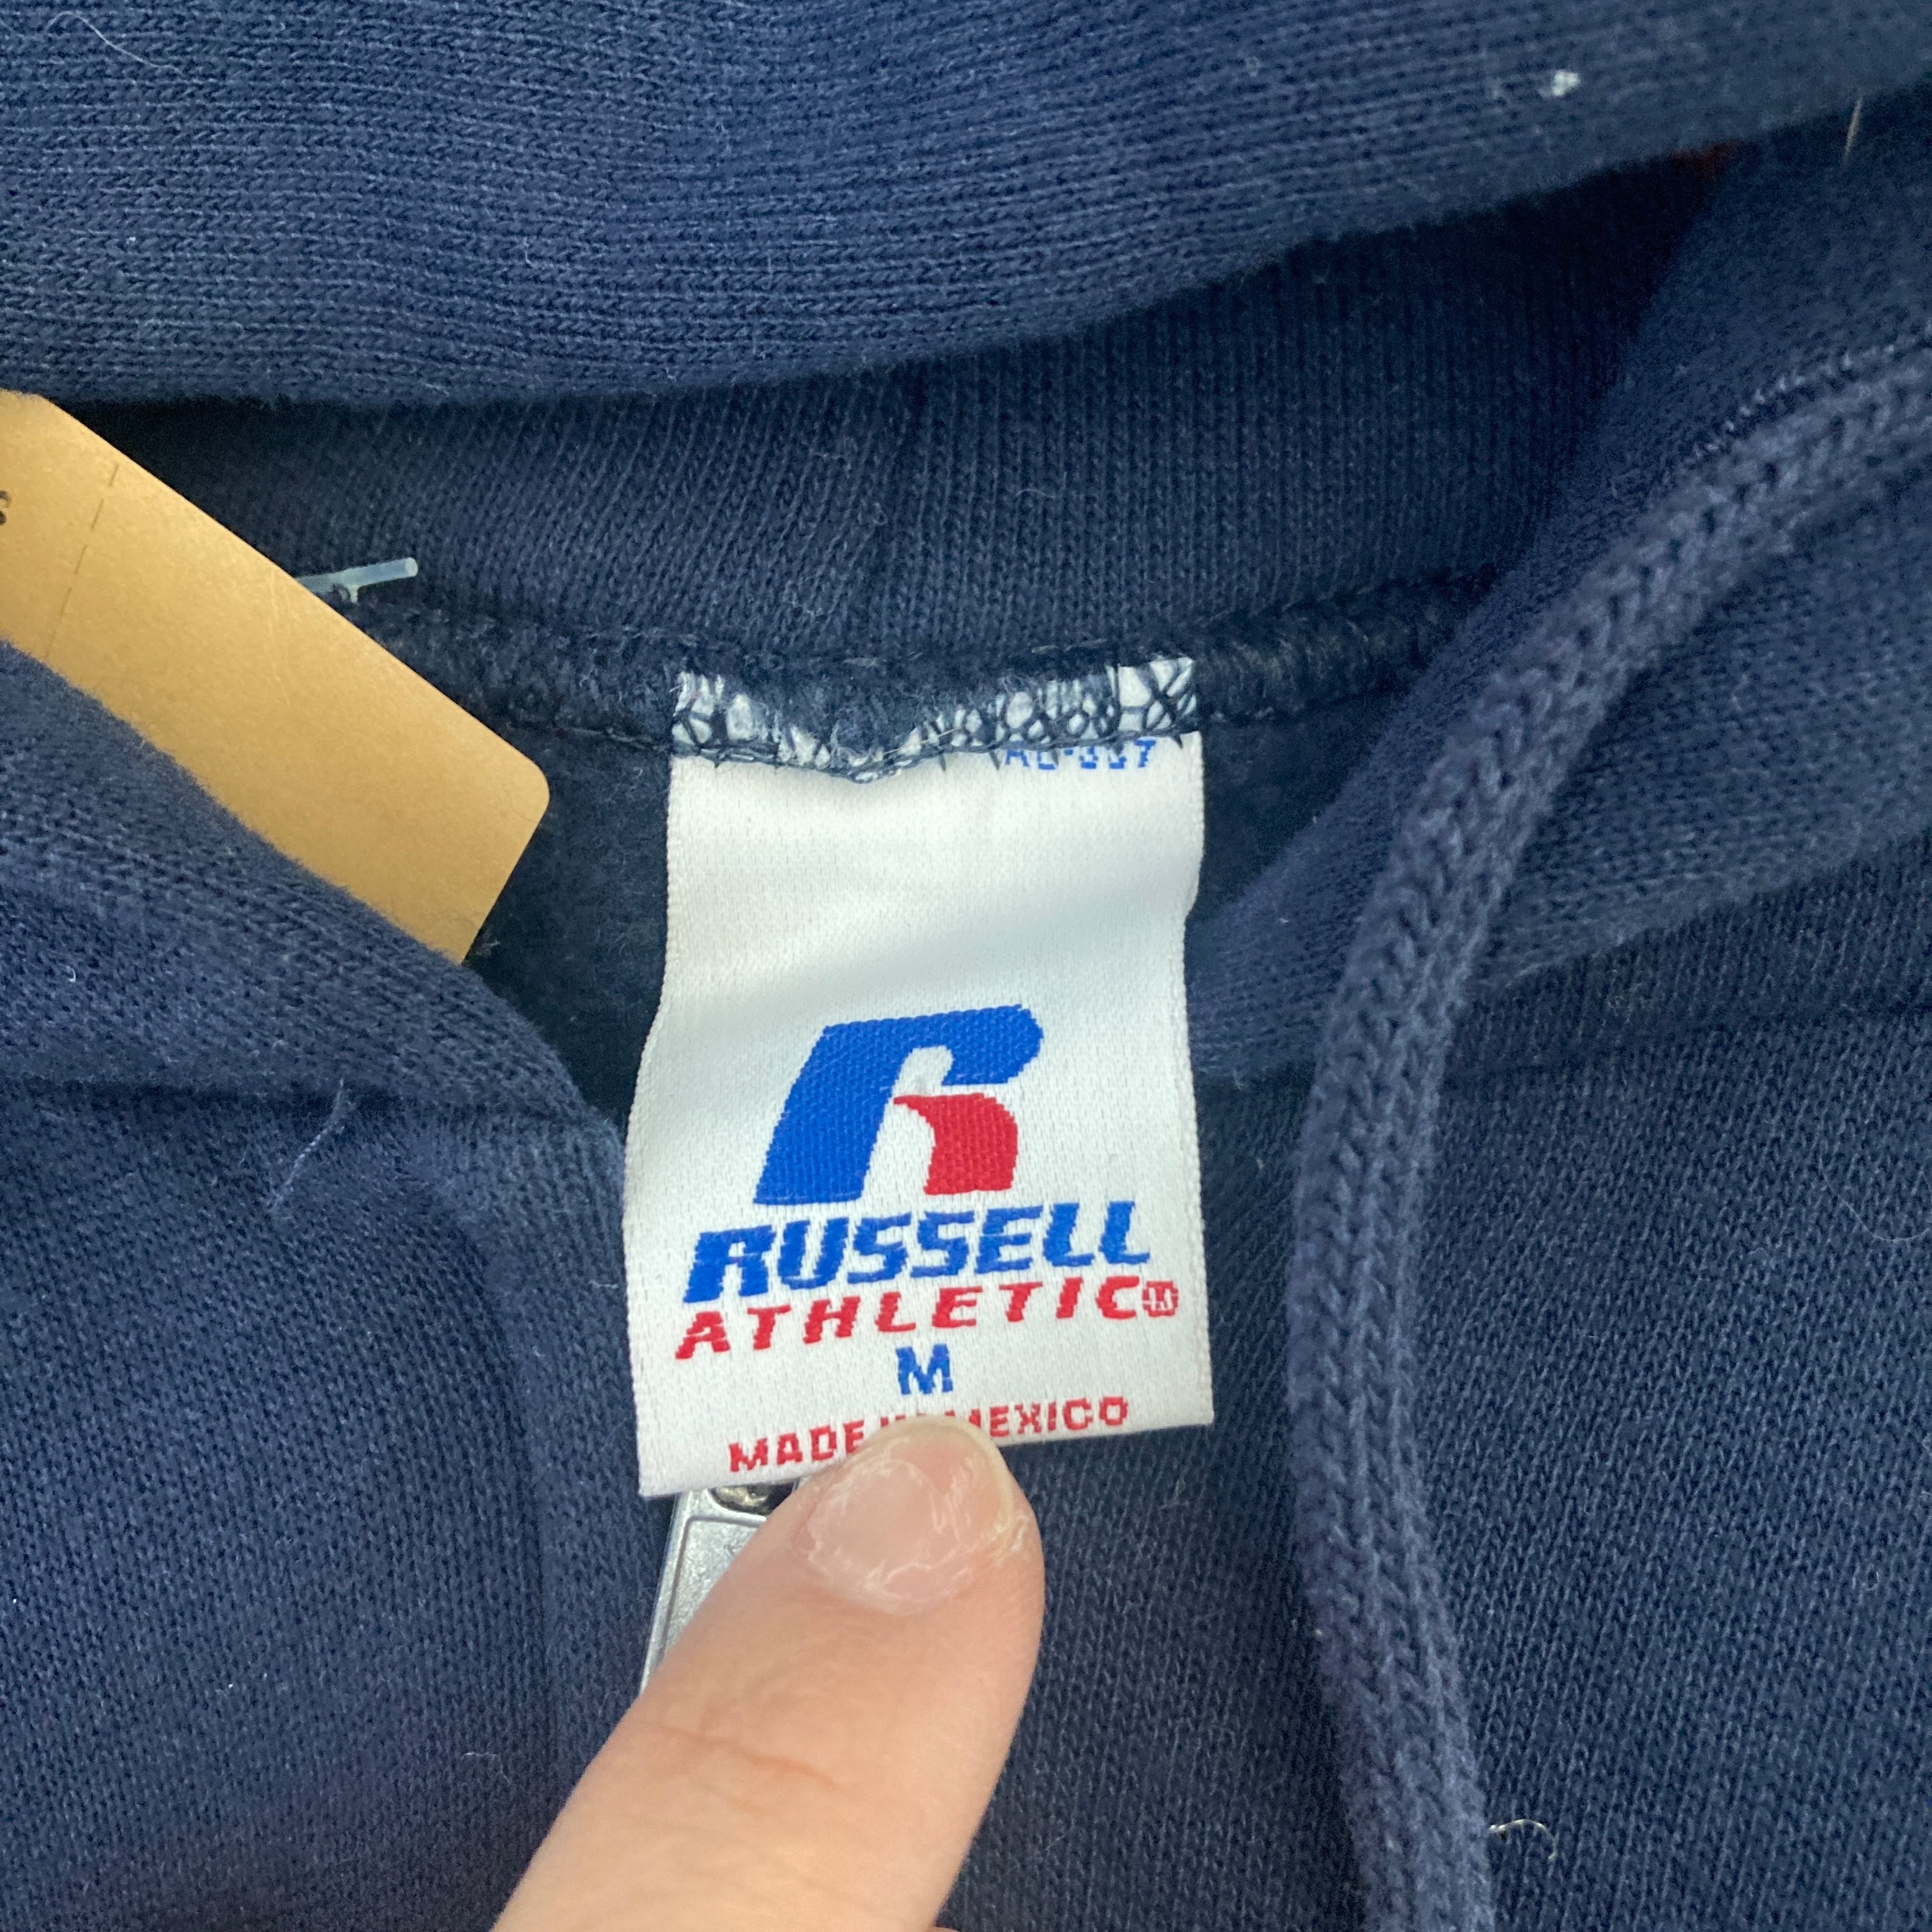 RUSSELL
ATHLETIC
M
MADE IN MEXICO